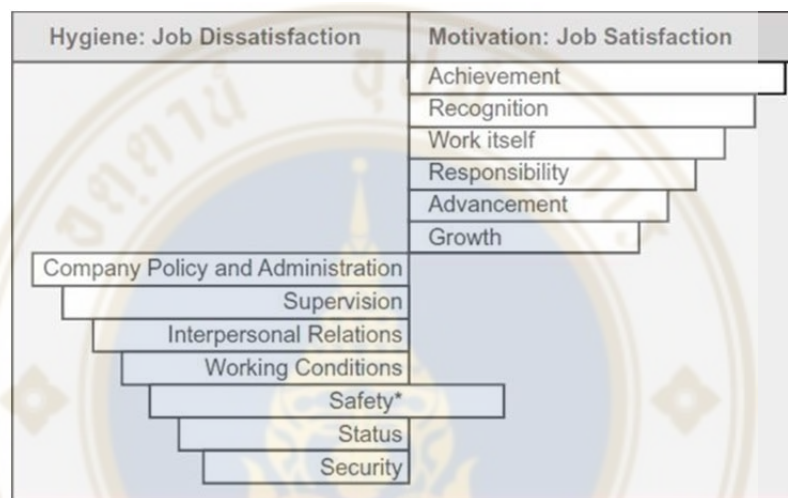 Hygiene: Job Dissatisfaction
Motivation: Job Satisfaction
Achievement
Recognition
Work itself
Responsibility
Advancement
Growth
Company Policy and Administration
Supervision
Interpersonal Relations
Working Conditions
Safety*
Status
Security